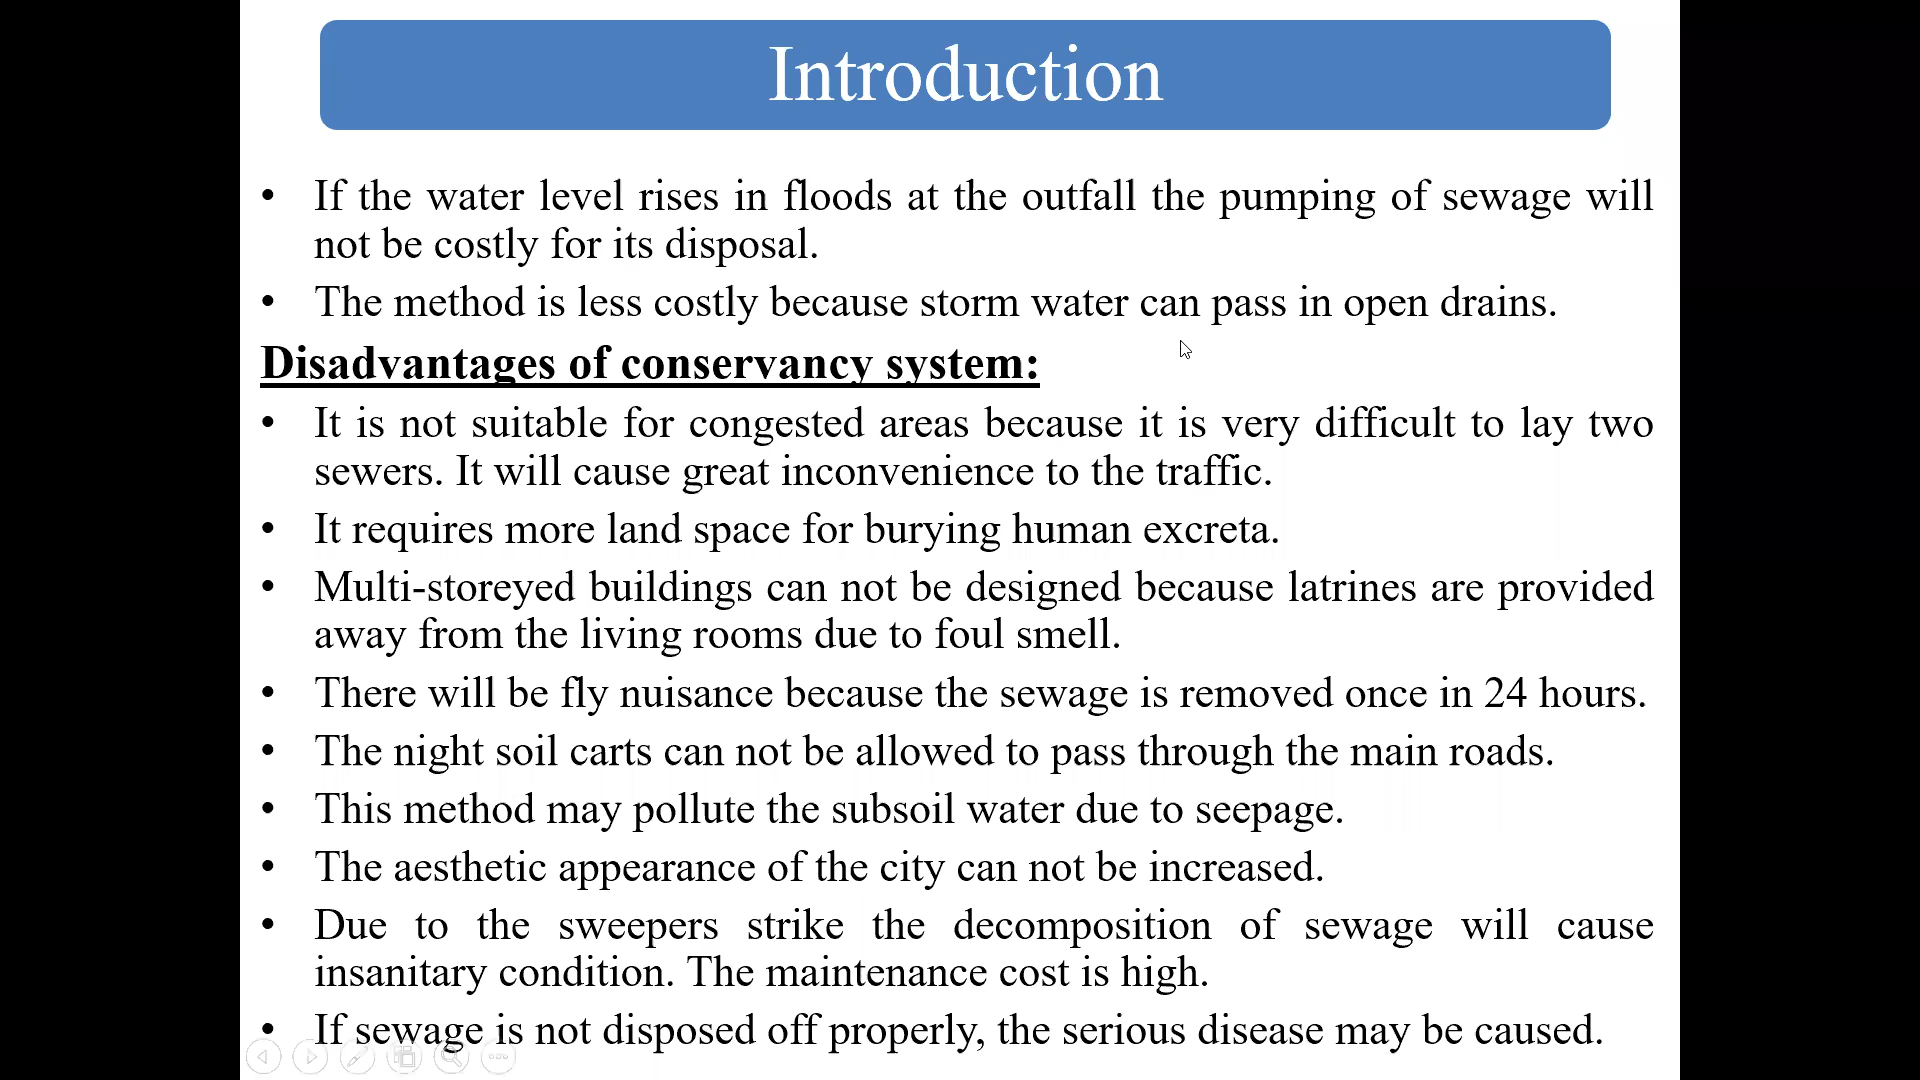 Introduction
• If the water level rises in floods at the outfall the pumping of sewage will
not be costly for its disposal.
• The method is less costly because storm water can pass in open drains.
Disadvantages of conservancy system:
• It is not suitable for congested areas because it is very difficult to lay two
sewers. It will cause great inconvenience to the traffic.
• It requires more land space for burying human excreta.
• Multi-storeyed buildings can not be designed because latrines are provided
away from the living rooms due to foul smell.
• There will be fly nuisance because the sewage is removed once in 24 hours.
• The night soil carts can not be allowed to pass through the main roads.
• This method may pollute the subsoil water due to seepage.
• The aesthetic appearance of the city can not be increased.
• Due to the sweepers strike the decomposition of sewage will cause
insanitary condition. The maintenance cost is high.
• If sewage is not disposed off properly, the serious disease may be caused.